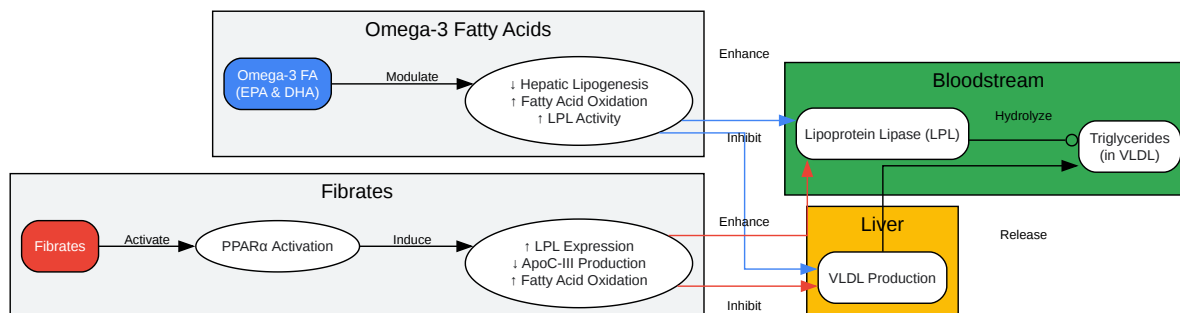 Omega-3 Fatty Acids
Omega-3 FA
(EPA & DHA)
Modulate
↓ Hepatic Lipogenesis
↑ Fatty Acid Oxidation
↑ LPL Activity
Enhance
Inhibit
Bloodstream
Lipoprotein Lipase (LPL)
Hydrolyze
Triglycerides
(in VLDL)
Fibrates
Fibrates
Activate
PPARα Activation
Induce
↑ LPL Expression
↓ ApoC-III Production
↑ Fatty Acid Oxidation
Enhance
Inhibit
Liver
VLDL Production
Release